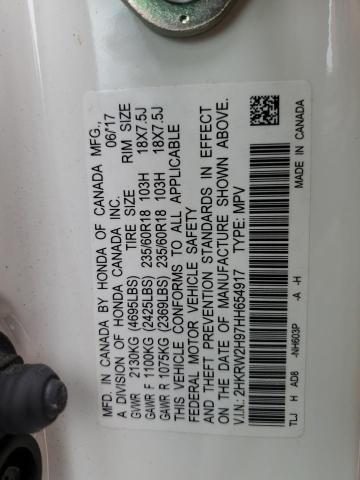 MFD. IN CANADA BY HONDA OF CANADA MFG.,
A DIVISION OF HONDA CANADA INC. 06/17
TIRE SIZE RIM SIZE
GVWR 2130KG (4695LBS)
GAWR F 1100KG (2425LBS) 235/60R18 103H 18X7.5J
GAWR R 1075KG (2369LBS) 235/60R18 103H 18X7.5J
THIS VEHICLE CONFORMS TO ALL APPLICABLE
FEDERAL MOTOR VEHICLE SAFETY
AND THEFT PREVENTION STANDARDS IN EFFECT
ON THE DATE OF MANUFACTURE SHOWN ABOVE.
V.I.N.: 2HKRW2H97HH654917 TYPE: MPV
TLJ H AD8 -NH603P -A -H
MADE IN CANADA